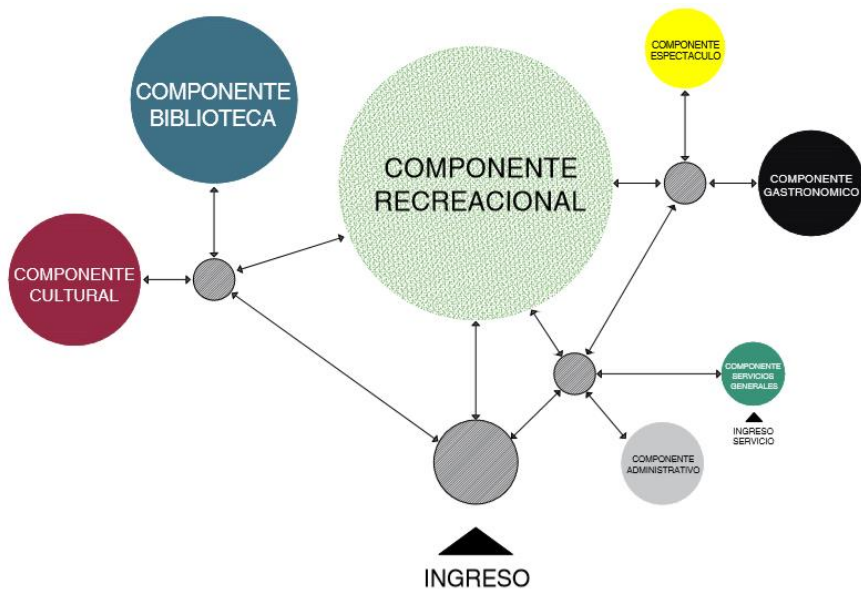 COMPONENTE
ESPECTACULO
COMPONENTE
BIBLIOTECA
COMPONENTE
RECREACIONAL
COMPONENTE
GASTRONOMICO
COMPONENTE
CULTURAL
COMPONENTE
SERVICIOS
GENERALES
INGRESO
SERVICIO
COMPONENTE
ADMINISTRATIVO
INGRESO